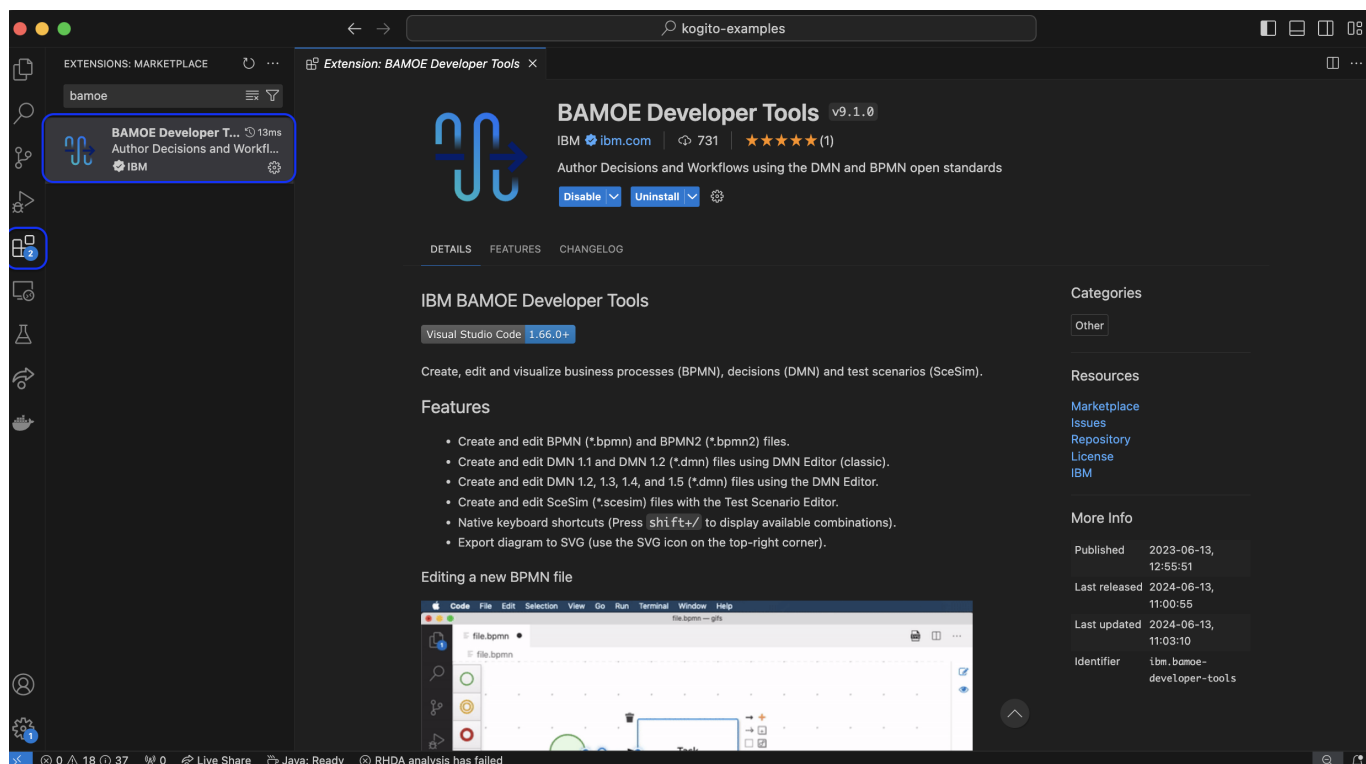 kogito-examples
EXTENSIONS: MARKETPLACE
Extension: BAMOE Developer Tools
bamoe
BAMOE Developer T... 13ms
Author Decisions and Workfl...
IBM
2
BAMOE Developer Tools v9.1.0
IBM ibm.com 731 (1)
Author Decisions and Workflows using the DMN and BPMN open standards
Disable Uninstall
DETAILS FEATURES CHANGELOG
IBM BAMOE Developer Tools
Visual Studio Code 1.66.0+
Create, edit and visualize business processes (BPMN), decisions (DMN) and test scenarios (SceSim).
Features
• Create and edit BPMN (*.bpmn) and BPMN2 (*.bpmn2) files.
• Create and edit DMN 1.1 and DMN 1.2 (*.dmn) files using DMN Editor (classic).
• Create and edit DMN 1.2, 1.3, 1.4, and 1.5 (*.dmn) files using the DMN Editor.
• Create and edit SceSim (*.scesim) files with the Test Scenario Editor.
• Native keyboard shortcuts (Press shift+/ to display available combinations).
• Export diagram to SVG (use the SVG icon on the top-right corner).
Editing a new BPMN file
Code File Edit Selection View Go Run Terminal Window Help
file.bpmn — gifs
file.bpmn
file.bpmn
1
Task
Categories
Other
Resources
Marketplace
Issues
Repository
License
IBM
More Info
Published 2023-06-13,
12:55:51
Last released 2024-06-13,
11:00:55
Last updated 2024-06-13,
11:03:10
Identifier ibm.bamoe-
developer-tools
1
0 18 37 0 Live Share Java: Ready RHDA analysis has failed